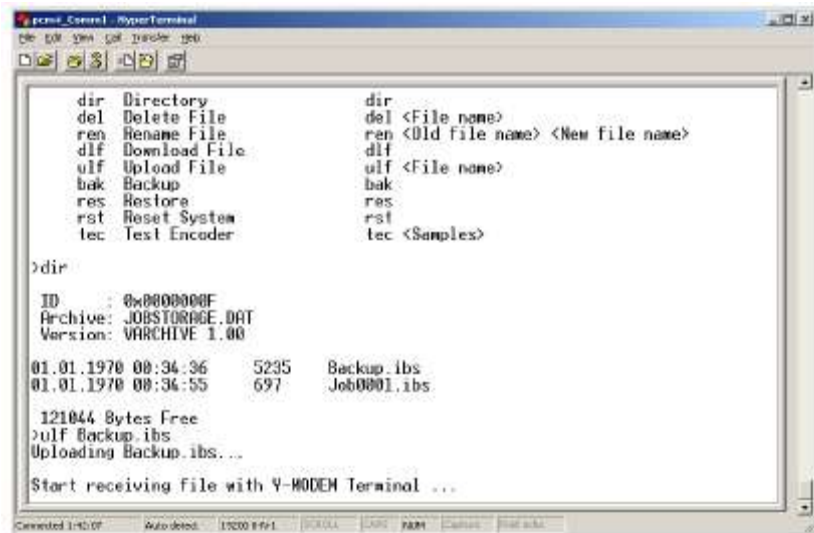 pcm4_Comm1 - HyperTerminal
File Edit View Call Transfer Help
dir Directory dir
del Delete File del <File name>
ren Rename File ren <Old file name> <New file name>
dlf Download File dlf
ulf Upload File ulf <File name>
bak Backup bak
res Restore res
rst Reset System rst
tec Test Encoder tec <Samples>
>dir
ID : 0x0000000F
Archive: JOBSTORAGE.DAT
Version: VARCHIVE 1.00
01.01.1970 00:34:36 5235 Backup.ibs
01.01.1970 00:34:55 697 Job0001.ibs
121044 Bytes Free
>ulf Backup.ibs
Uploading Backup.ibs...
Start receiving file with Y-MODEM Terminal ...
Connected 1:42:07 Auto detect 19200 8-N-1 SCROLL CAPS NUM Capture Print echo